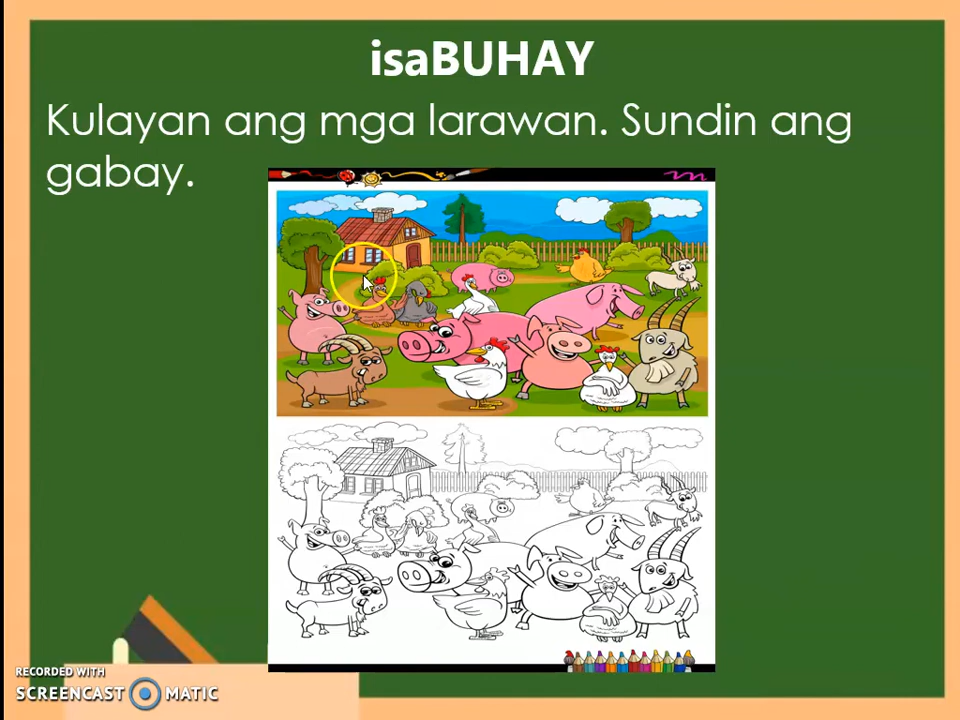 isaBUHAY
Kulayan ang mga larawan. Sundin ang
gabay.
RECORDED WITH
SCREENCAST MATIC